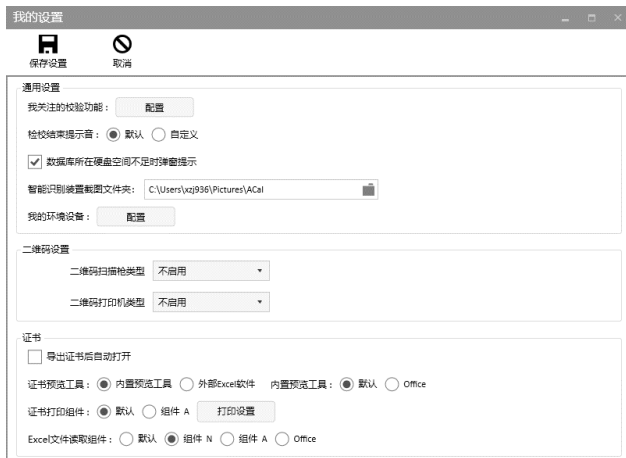 我的设置
保存设置 取消
通用设置
我关注的校验功能： 配置
检校结束提示音： 默认 自定义
数据库所在硬盘空间不足时弹窗提示
智能识别装置截图文件夹： C:\Users\xzj936\Pictures\ACal
我的环境设备： 配置
二维码设置
二维码扫描枪类型 不启用
二维码打印机类型 不启用
证书
导出证书后自动打开
证书预览工具： 内置预览工具 外部Excel软件 内置预览工具： 默认 Office
证书打印组件： 默认 组件 A 打印设置
Excel文件读取组件： 默认 组件 N 组件 A Office